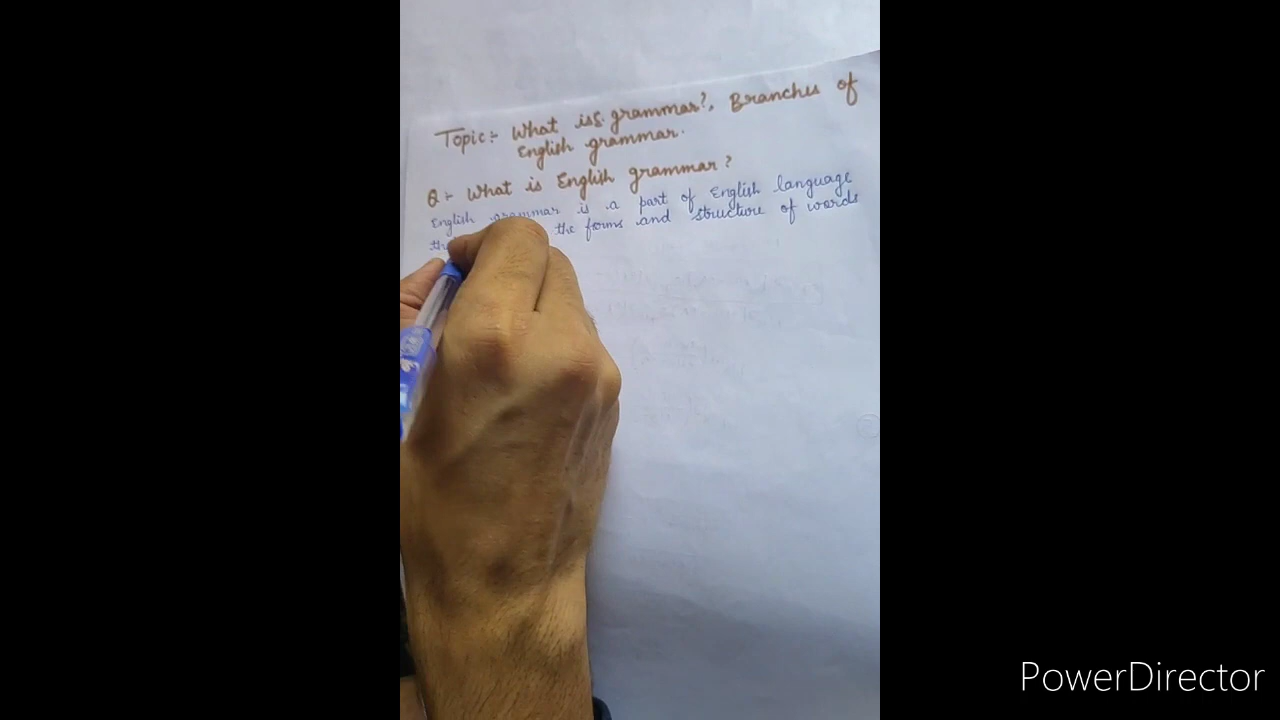 Topic:- What is grammar?, Branches of
English grammar.
Q:- What is English grammar?
English grammar is a part of English language
the forms and structure of words
PowerDirector